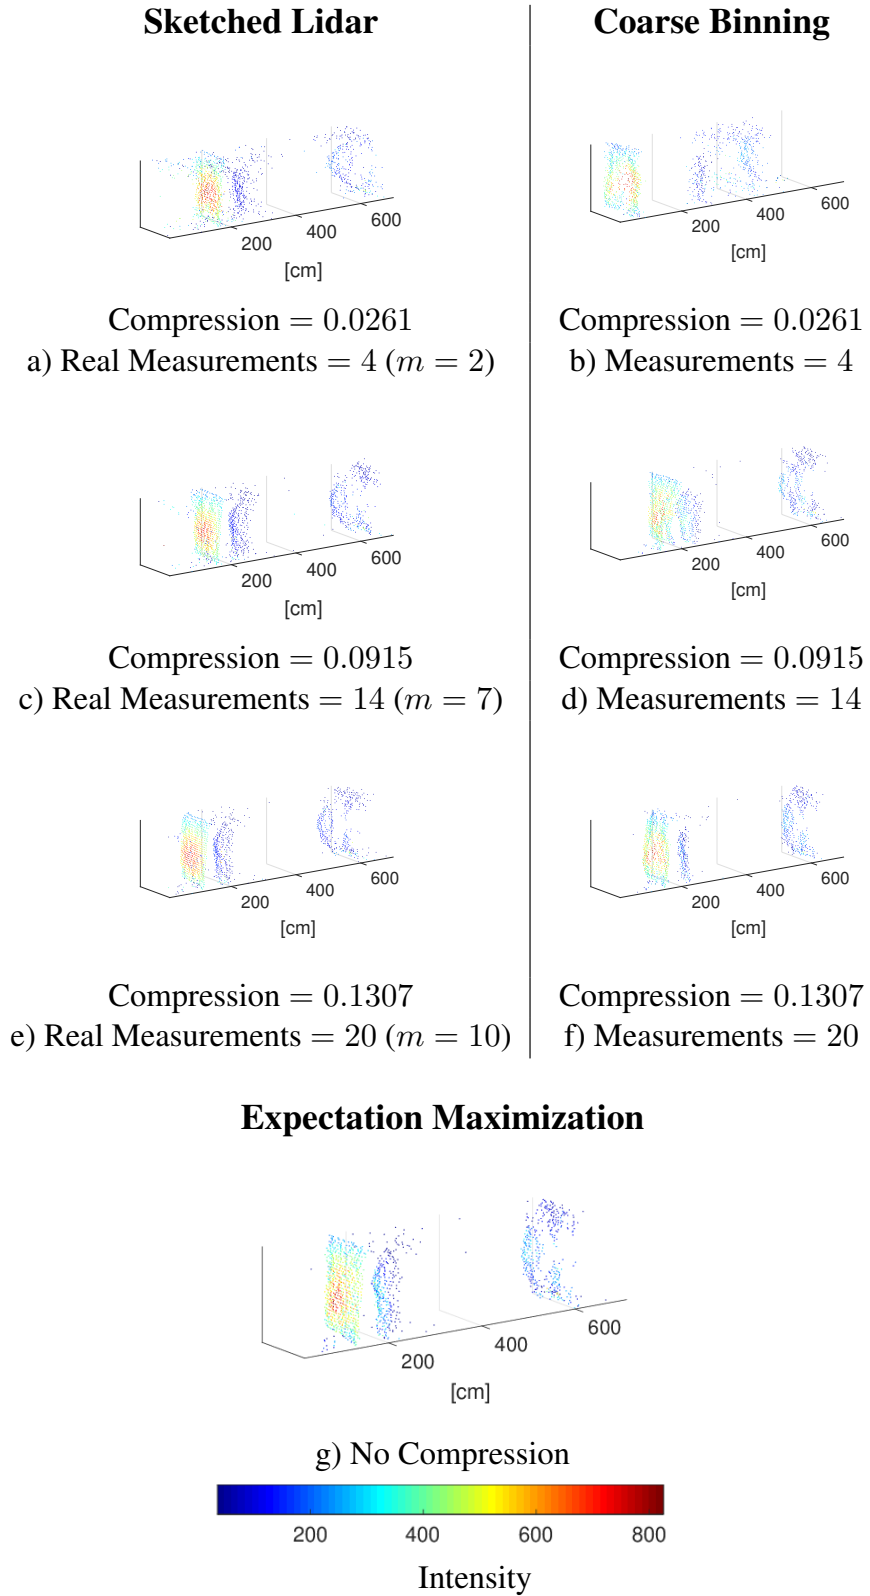 Sketched Lidar
Coarse Binning
200
400
600
[cm]
200
400
600
[cm]
Compression = 0.0261
a) Real Measurements = 4 (m = 2)
Compression = 0.0261
b) Measurements = 4
200
400
600
[cm]
200
400
600
[cm]
Compression = 0.0915
c) Real Measurements = 14 (m = 7)
Compression = 0.0915
d) Measurements = 14
200
400
600
[cm]
200
400
600
[cm]
Compression = 0.1307
e) Real Measurements = 20 (m = 10)
Compression = 0.1307
f) Measurements = 20
Expectation Maximization
200
400
600
[cm]
g) No Compression
200 400 600 800
Intensity